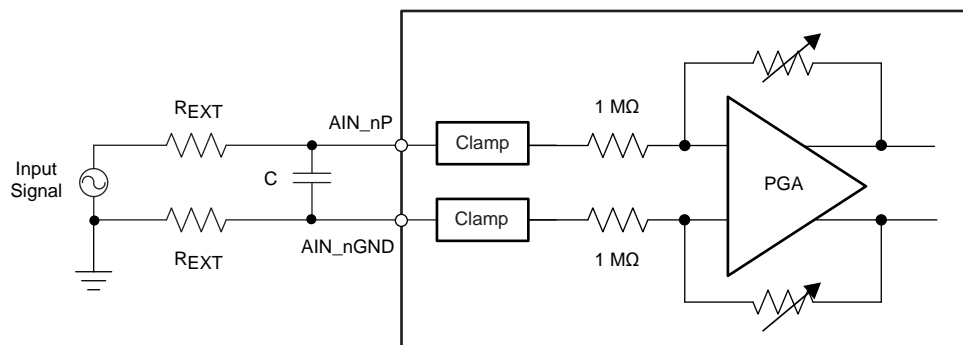 REXT
AIN_nP
1 MΩ
Clamp
Input
Signal
C
PGA
Clamp
REXT
AIN_nGND
1 MΩ